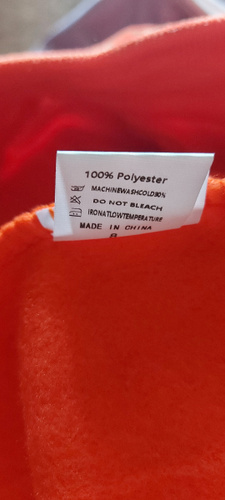 100% Polyester
MACHINEWASHCOLD30%
DO NOT BLEACH
IRONATLOWTEMPERATURE
MADE IN CHINA